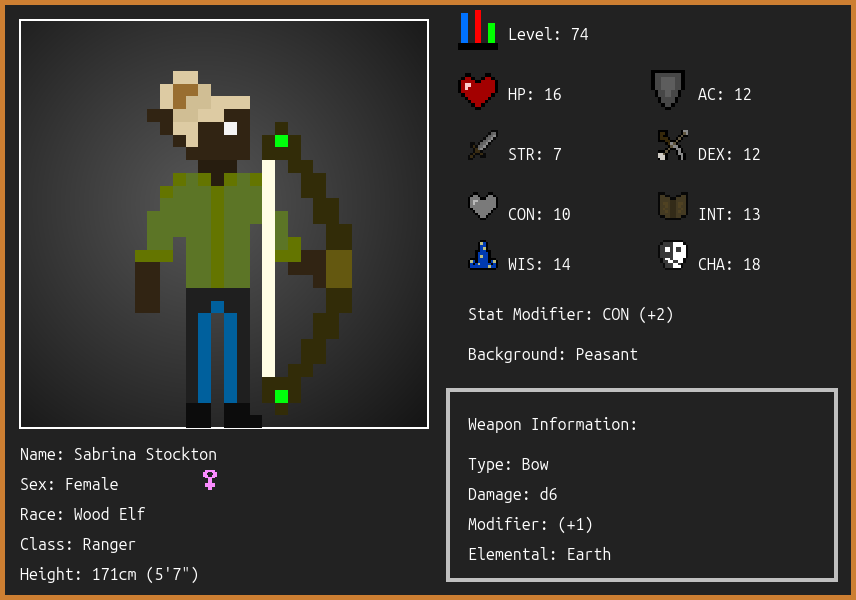 Level: 74
HP: 16
AC: 12
STR: 7
DEX: 12
CON: 10
INT: 13
WIS: 14
CHA: 18
Stat Modifier: CON (+2)
Background: Peasant
Weapon Information:
Type: Bow
Damage: d6
Modifier: (+1)
Elemental: Earth
Name: Sabrina Stockton
Sex: Female
Race: Wood Elf
Class: Ranger
Height: 171cm (5'7")